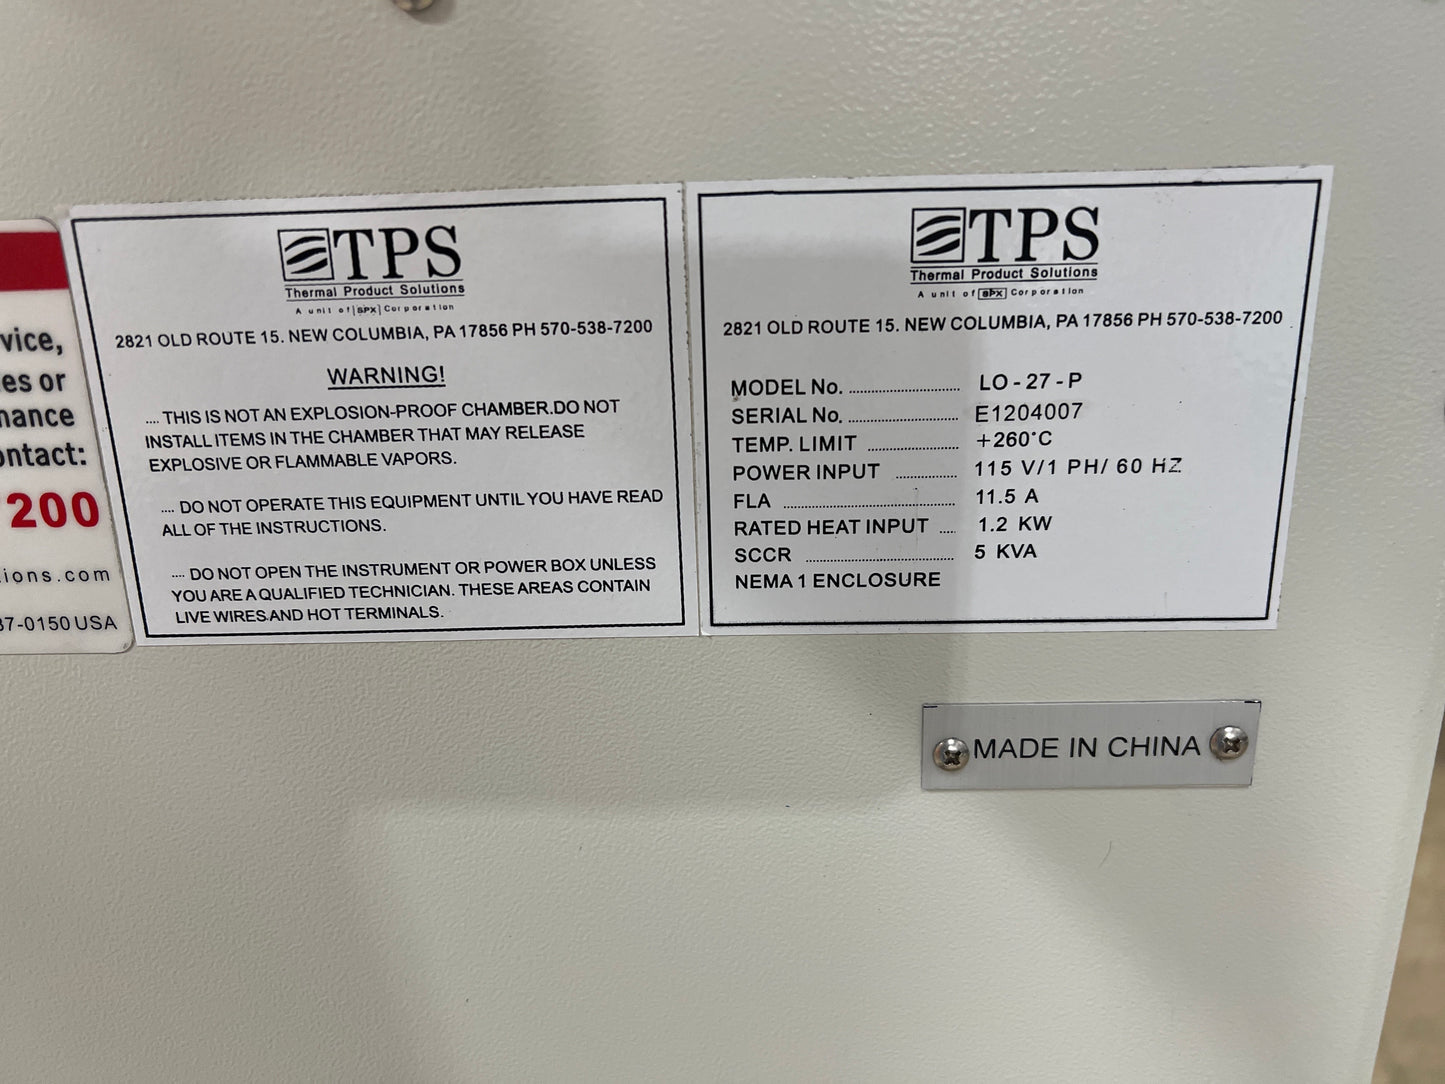 vice,
es or
nance
ontact:
200
ions.com
37-0150 USA
TPS
Thermal Product Solutions
A unit of SPX Corporation
2821 OLD ROUTE 15. NEW COLUMBIA, PA 17856 PH 570-538-7200
WARNING!
.... THIS IS NOT AN EXPLOSION-PROOF CHAMBER.DO NOT
INSTALL ITEMS IN THE CHAMBER THAT MAY RELEASE
EXPLOSIVE OR FLAMMABLE VAPORS.
.... DO NOT OPERATE THIS EQUIPMENT UNTIL YOU HAVE READ
ALL OF THE INSTRUCTIONS.
.... DO NOT OPEN THE INSTRUMENT OR POWER BOX UNLESS
YOU ARE A QUALIFIED TECHNICIAN. THESE AREAS CONTAIN
LIVE WIRES.AND HOT TERMINALS.
TPS
Thermal Product Solutions
A unit of SPX Corporation
2821 OLD ROUTE 15. NEW COLUMBIA, PA 17856 PH 570-538-7200
MODEL No. .......................... LO-27-P
SERIAL No. .......................... E1204007
TEMP. LIMIT ..................... +260°C
POWER INPUT .............. 115 V/1 PH/ 60 HZ
FLA ........................................ 11.5 A
RATED HEAT INPUT .... 1.2 KW
SCCR .................................. 5 KVA
NEMA 1 ENCLOSURE
MADE IN CHINA